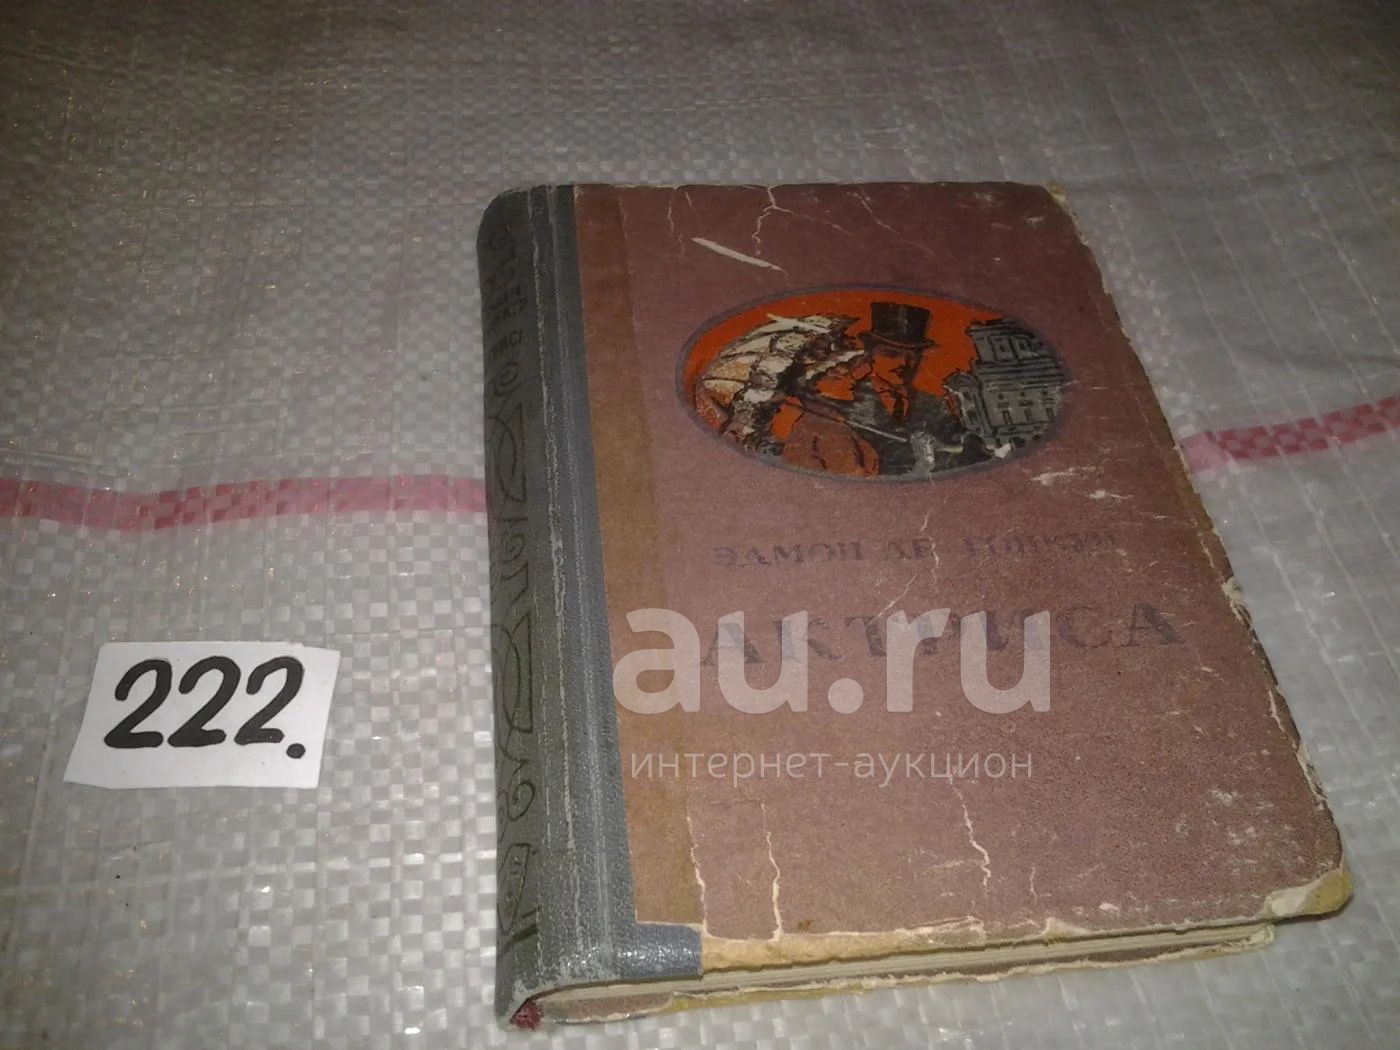 ЭДМОН ДЕ ГОНКУР
АКТРИСА
222.
au.ru
интернет-аукцион